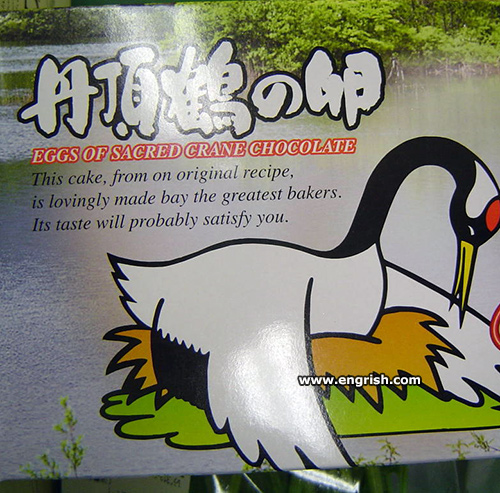 丹頂鶴の卵
EGGS OF SACRED CRANE CHOCOLATE
This cake, from on original recipe,
is lovingly made bay the greatest bakers.
Its taste will probably satisfy you.
www.engrish.com